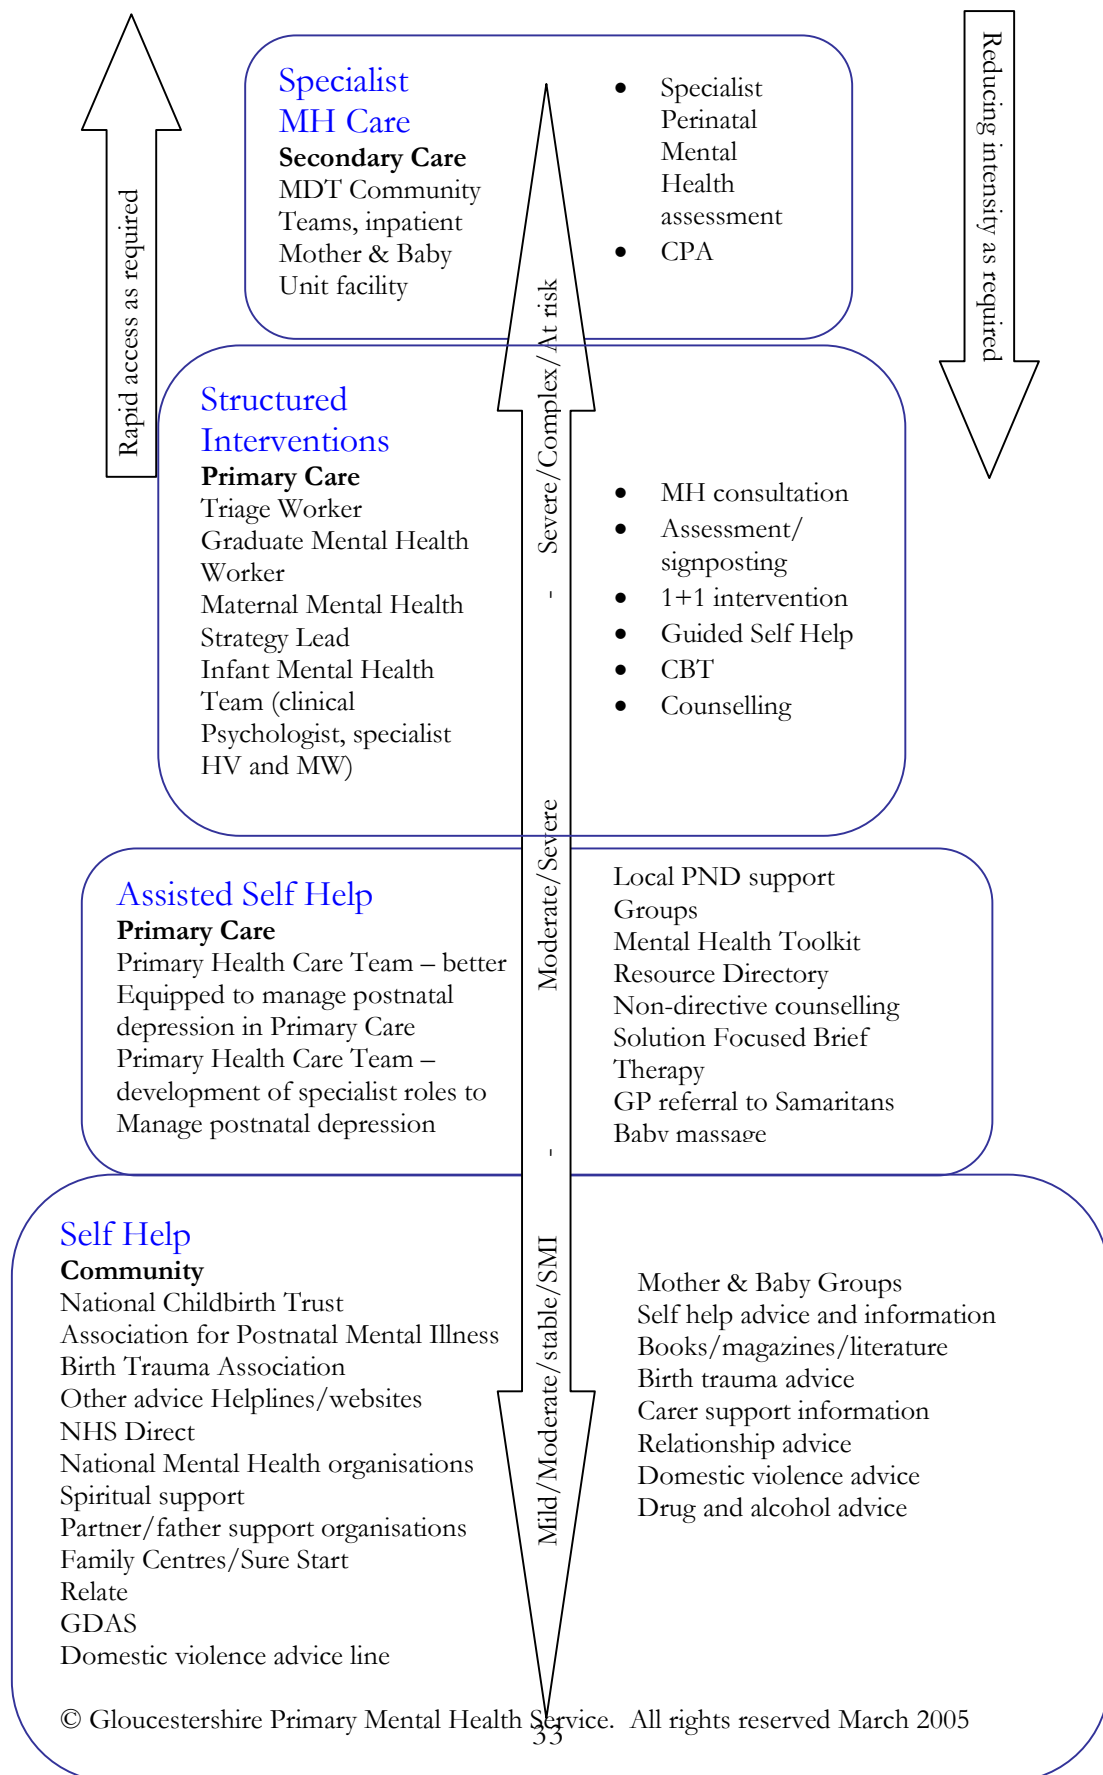 Rapid access as required
Reducing intensity as required
Specialist
MH Care
Secondary Care
MDT Community
Teams, inpatient
Mother & Baby
Unit facility
• Specialist
Perinatal
Mental
Health
assessment
• CPA
Structured
Interventions
Primary Care
Triage Worker
Graduate Mental Health
Worker
Maternal Mental Health
Strategy Lead
Infant Mental Health
Team (clinical
Psychologist, specialist
HV and MW)
• MH consultation
• Assessment/
signposting
• 1+1 intervention
• Guided Self Help
• CBT
• Counselling
Mild/Moderate/stable/SMI - Moderate/Severe - Severe/Complex/At risk
Assisted Self Help
Primary Care
Primary Health Care Team – better
Equipped to manage postnatal
depression in Primary Care
Primary Health Care Team –
development of specialist roles to
Manage postnatal depression
Local PND support
Groups
Mental Health Toolkit
Resource Directory
Non-directive counselling
Solution Focused Brief
Therapy
GP referral to Samaritans
Baby massage
Self Help
Community
National Childbirth Trust
Association for Postnatal Mental Illness
Birth Trauma Association
Other advice Helplines/websites
NHS Direct
National Mental Health organisations
Spiritual support
Partner/father support organisations
Family Centres/Sure Start
Relate
GDAS
Domestic violence advice line
Mother & Baby Groups
Self help advice and information
Books/magazines/literature
Birth trauma advice
Carer support information
Relationship advice
Domestic violence advice
Drug and alcohol advice
© Gloucestershire Primary Mental Health Service. All rights reserved March 2005
33